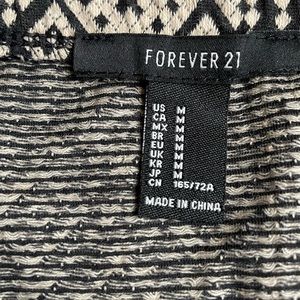 FOREVER 21
US M
CA M
MX M
BR M
EU M
UK M
KR M
JP M
CN 165/72A
MADE IN CHINA